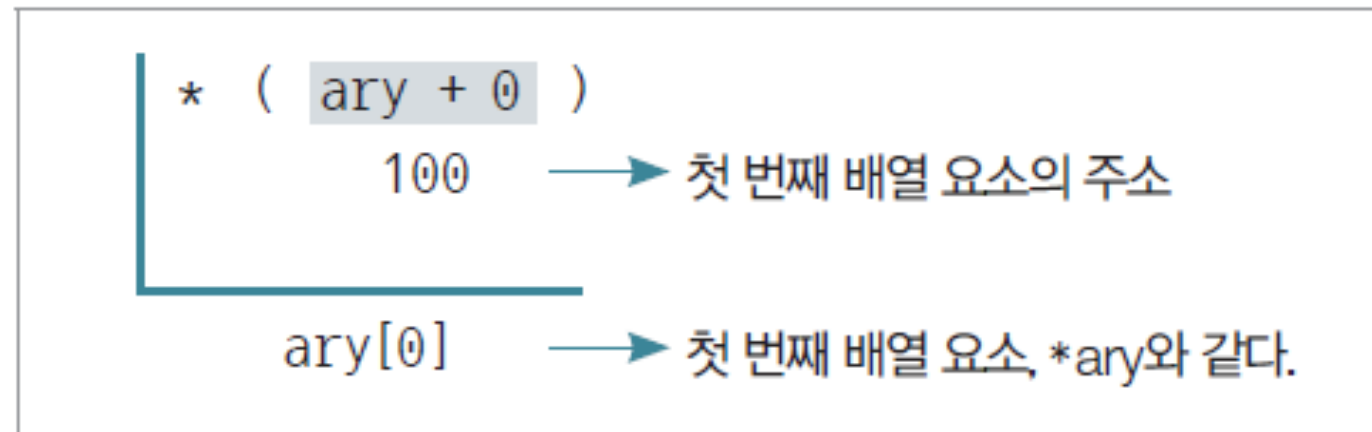 * ( ary + 0 )
100 → 첫 번째 배열 요소의 주소
ary[0] → 첫 번째 배열 요소, *ary와 같다.